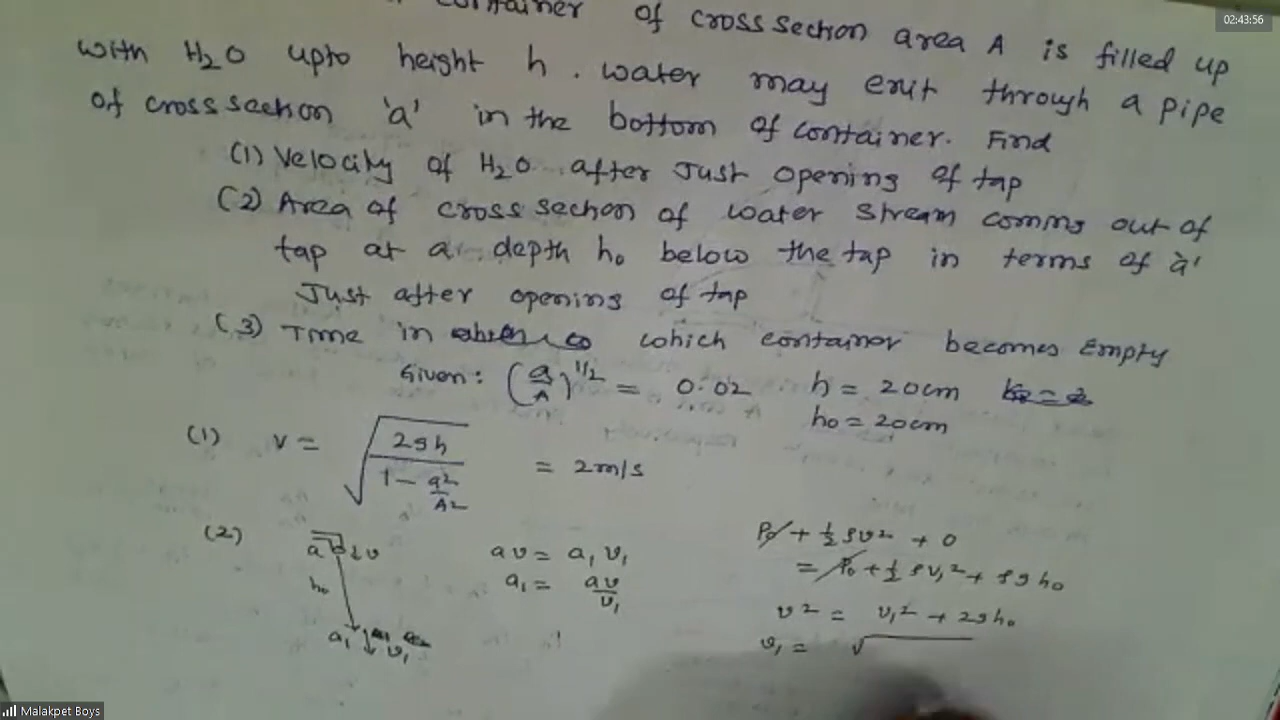 02:43:56
container of cross section area A is filled up
with H2O upto height h. water may exit through a pipe
of cross section 'a' in the bottom of container. Find
(1) Velocity of H2O after Just opening of tap
(2) Area of cross section of water stream coming out of
tap at a depth h₀ below the tap in terms of 'a'
Just after opening of tap
(3) Time in which container becomes Empty
Given: (a/A)^1/2 = 0.02 h = 20cm
h₀ = 20cm
(1) v = √(2gh / (1 - a²/A²)) = 2m/s
(2) a ↓v av = a₁v₁ P₀ + ½ρv² + 0
h₀ a₁ = av/v₁ = P₀ + ½ρv₁² + ρgh₀
a₁ v₁ v² = v₁² + 2gh₀
v₁ = √
Malakpet Boys